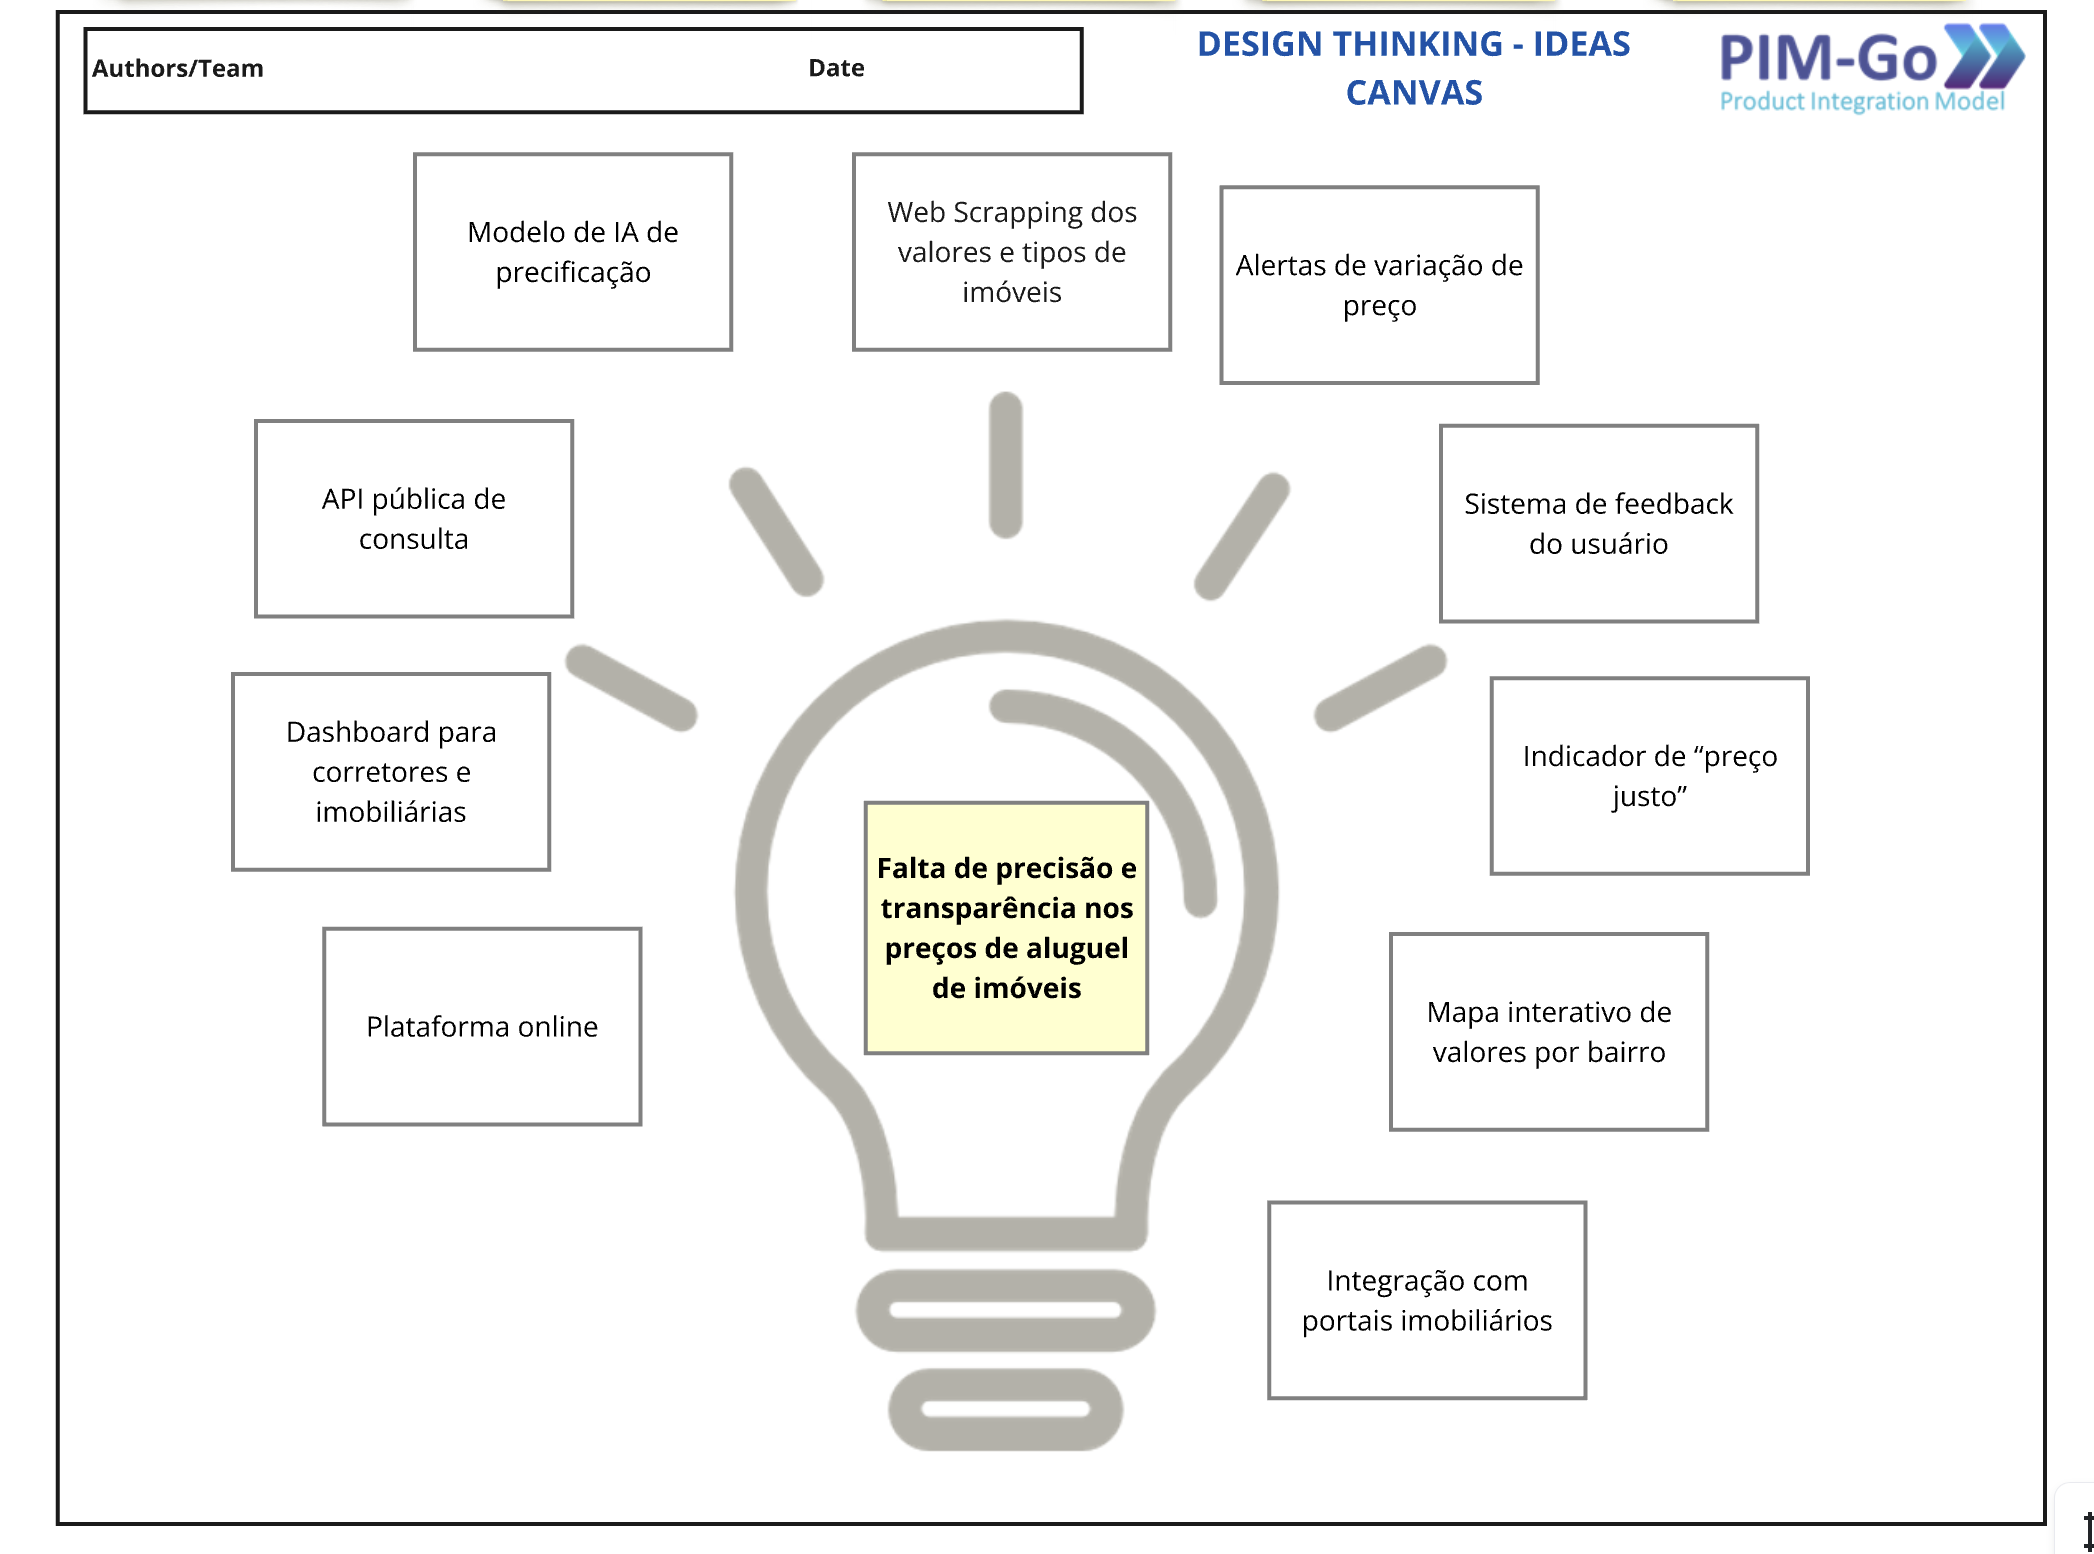 Authors/Team
Date
DESIGN THINKING - IDEAS
CANVAS
PIM-Go
Product Integration Model
Modelo de IA de
precificação
Web Scrapping dos
valores e tipos de
imóveis
Alertas de variação de
preço
API pública de
consulta
Sistema de feedback
do usuário
Dashboard para
corretores e
imobiliárias
Indicador de “preço
justo”
Falta de precisão e
transparência nos
preços de aluguel
de imóveis
Plataforma online
Mapa interativo de
valores por bairro
Integração com
portais imobiliários